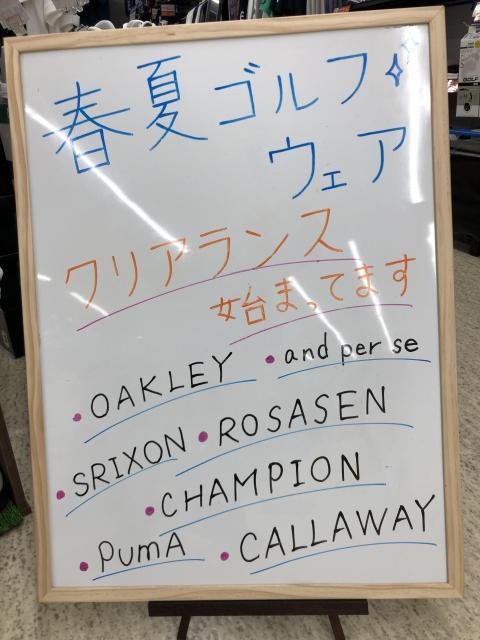 春夏ゴルフ
ウェア
クリアランス
始まってます
• OAKLEY • and per se
• SRIXON • ROSASEN
• CHAMPION
• PumA • CALLAWAY
GOLF